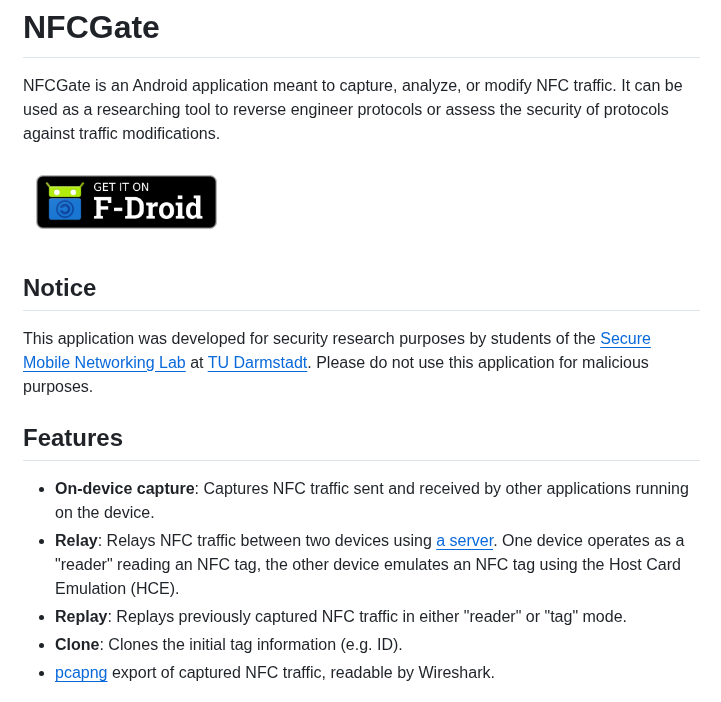 NFCGate
NFCGate is an Android application meant to capture, analyze, or modify NFC traffic. It can be
used as a researching tool to reverse engineer protocols or assess the security of protocols
against traffic modifications.
GET IT ON
F-Droid
Notice
This application was developed for security research purposes by students of the Secure
Mobile Networking Lab at TU Darmstadt. Please do not use this application for malicious
purposes.
Features
• On-device capture: Captures NFC traffic sent and received by other applications running
on the device.
• Relay: Relays NFC traffic between two devices using a server. One device operates as a
"reader" reading an NFC tag, the other device emulates an NFC tag using the Host Card
Emulation (HCE).
• Replay: Replays previously captured NFC traffic in either "reader" or "tag" mode.
• Clone: Clones the initial tag information (e.g. ID).
• pcapng export of captured NFC traffic, readable by Wireshark.